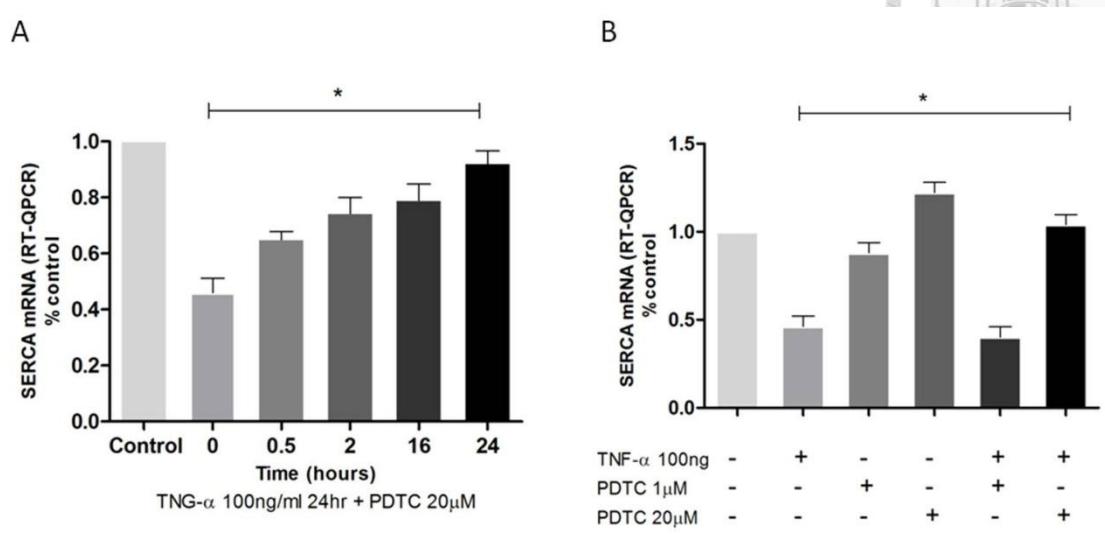 A
*
SERCA mRNA (RT-QPCR)
% control
1.0
0.8
0.6
0.4
0.2
0.0
Control 0 0.5 2 16 24
Time (hours)
TNG-α 100ng/ml 24hr + PDTC 20μM
B
*
SERCA mRNA (RT-QPCR)
% control
1.5
1.0
0.5
0.0
TNF-α 100ng - + - - + +
PDTC 1μM - - + - + -
PDTC 20μM - - - + - +